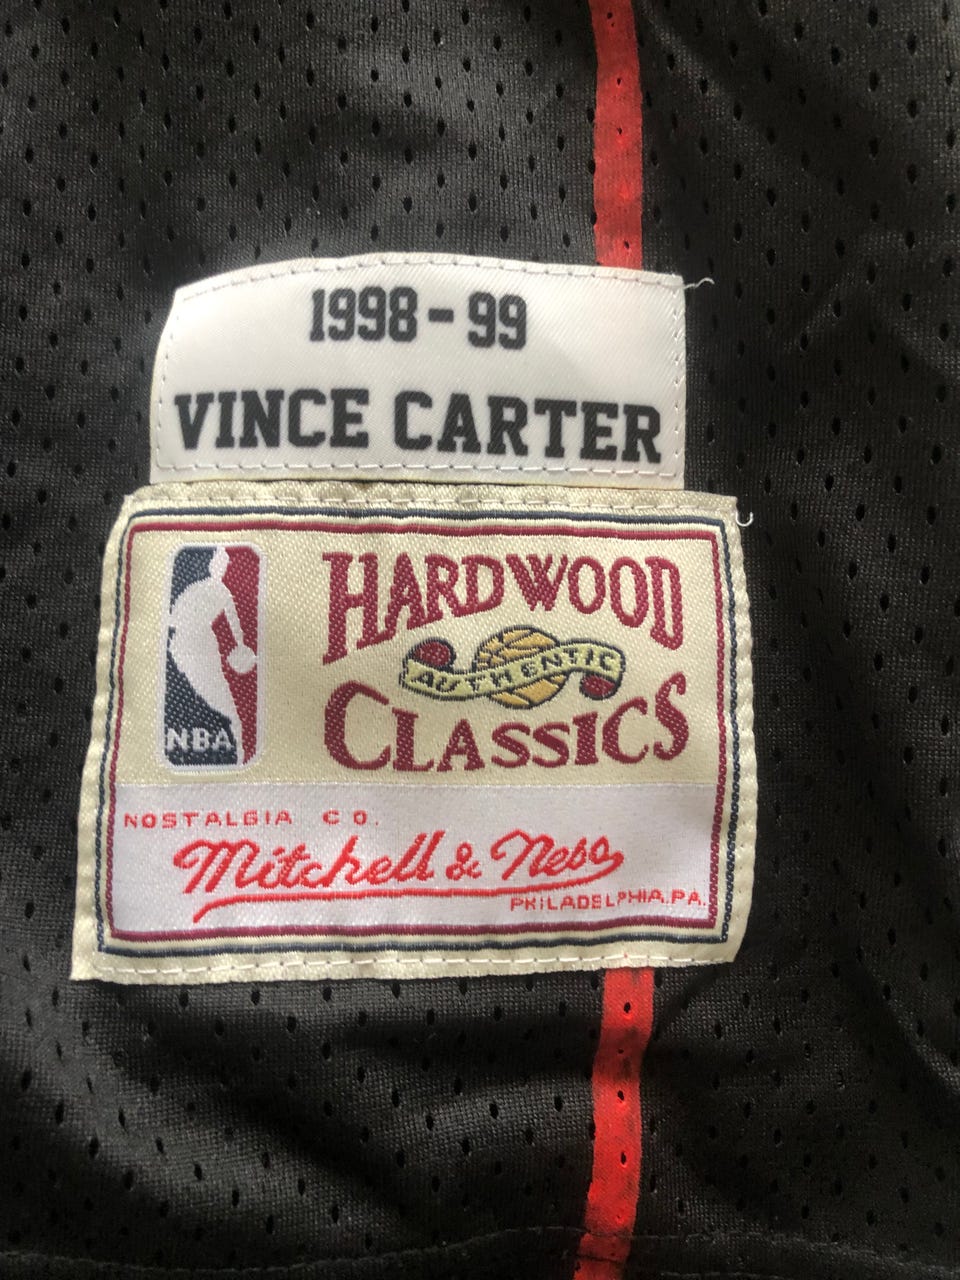 1998-99
VINCE CARTER
HARDWOOD
AUTHENTIC
CLASSICS
NBA
NOSTALGIA CO.
Mitchell & Ness
PHILADELPHIA.PA.